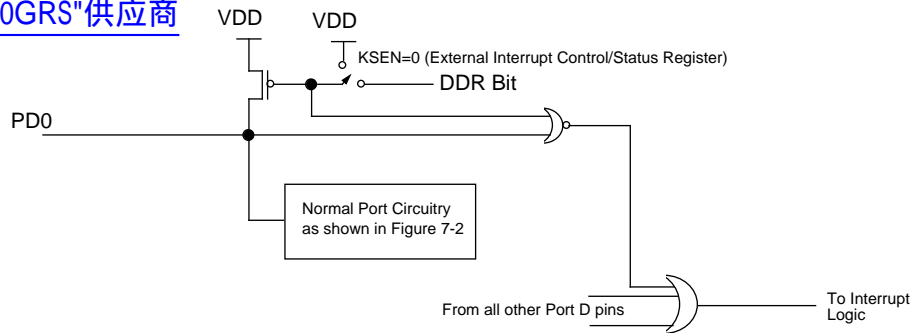 0GRS"供应商
VDD
VDD
KSEN=0 (External Interrupt Control/Status Register)
DDR Bit
PD0
Normal Port Circuitry
as shown in Figure 7-2
From all other Port D pins
To Interrupt
Logic